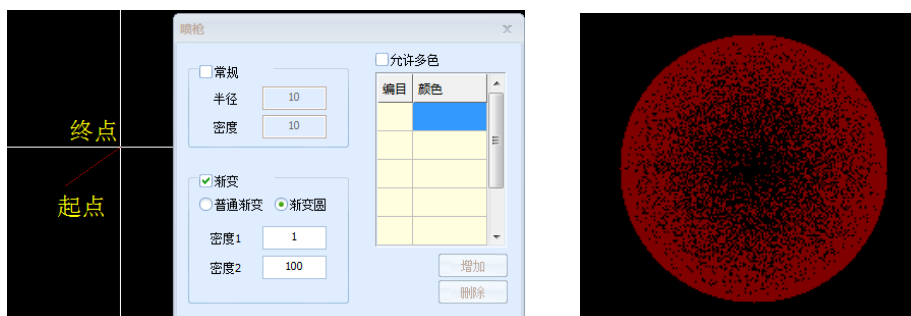 终点
起点
喷枪
常规
半径 10
密度 10
渐变
普通渐变 渐变圆
密度1 1
密度2 100
允许多色
编目 颜色
增加
删除